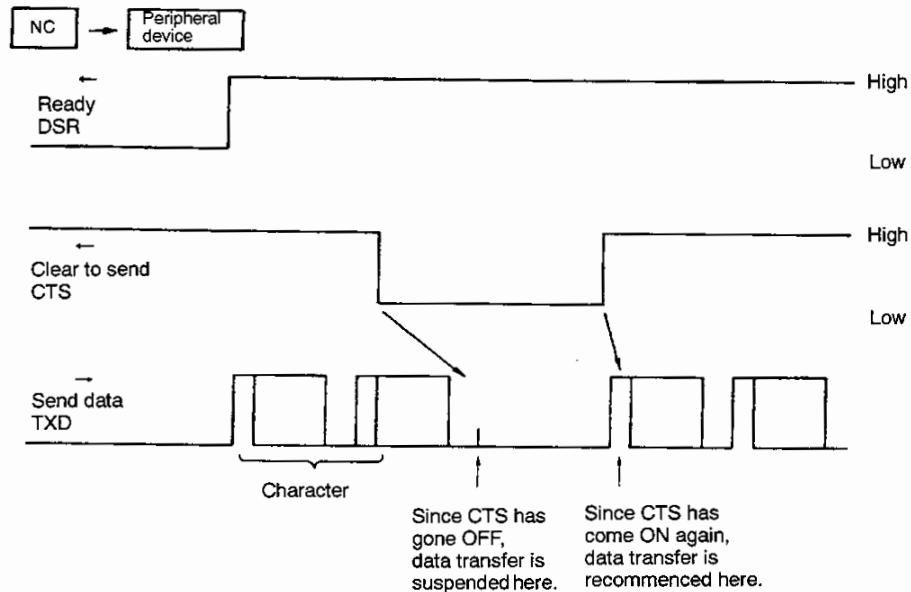 NC
Peripheral
device
High
Ready
DSR
Low
High
Clear to send
CTS
Low
Send data
TXD
Character
Since CTS has
gone OFF,
data transfer is
suspended here.
Since CTS has
come ON again,
data transfer is
recommenced here.